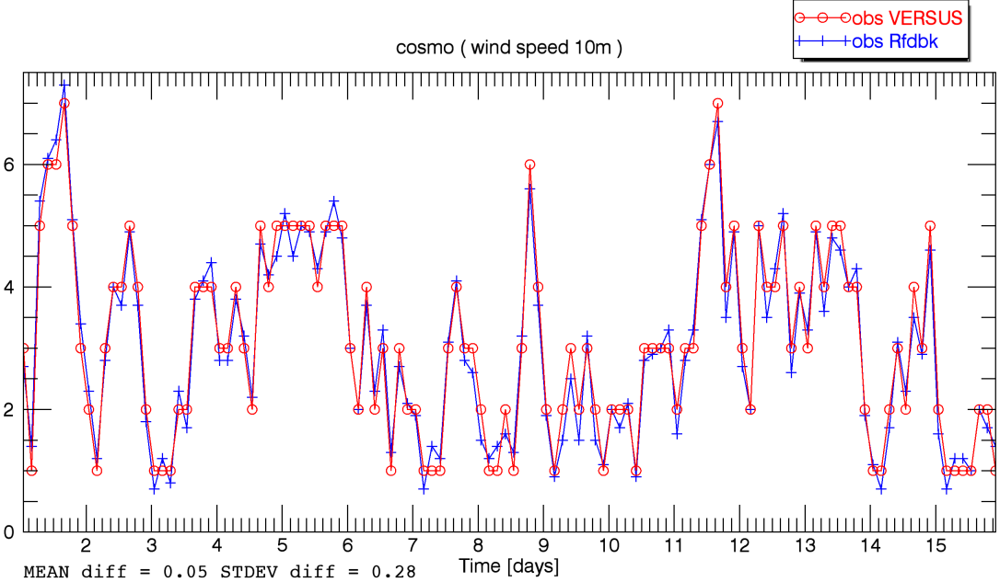 obs VERSUS
obs Rfdbk
cosmo ( wind speed 10m )
6
4
2
0
2 3 4 5 6 7 8 9 10 11 12 13 14 15
Time [days]
MEAN diff = 0.05 STDEV diff = 0.28